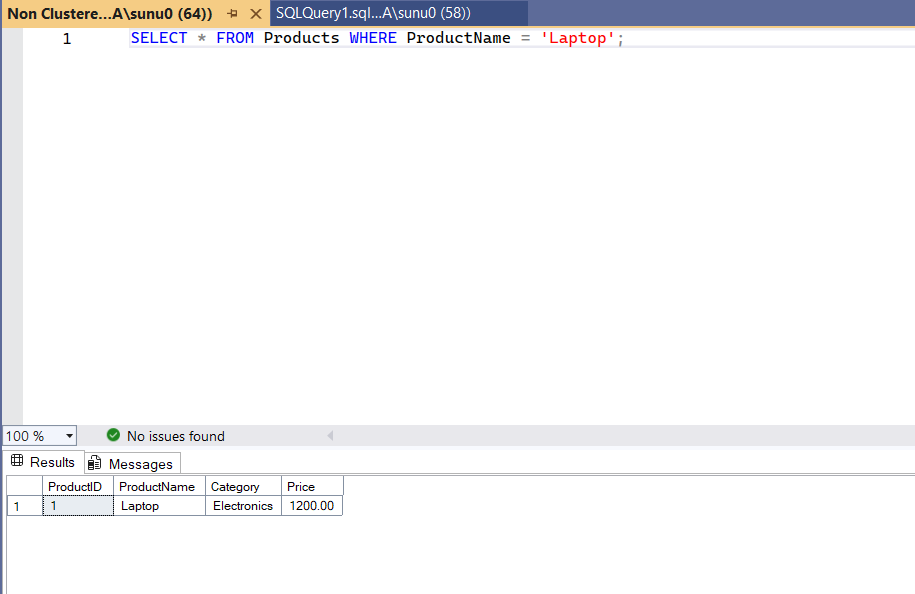 Non Clustere...A\sunu0 (64))
SQLQuery1.sql...A\sunu0 (58))
1 SELECT * FROM Products WHERE ProductName = 'Laptop';
100 %
No issues found
Results
Messages
ProductID ProductName Category Price
1 1 Laptop Electronics 1200.00